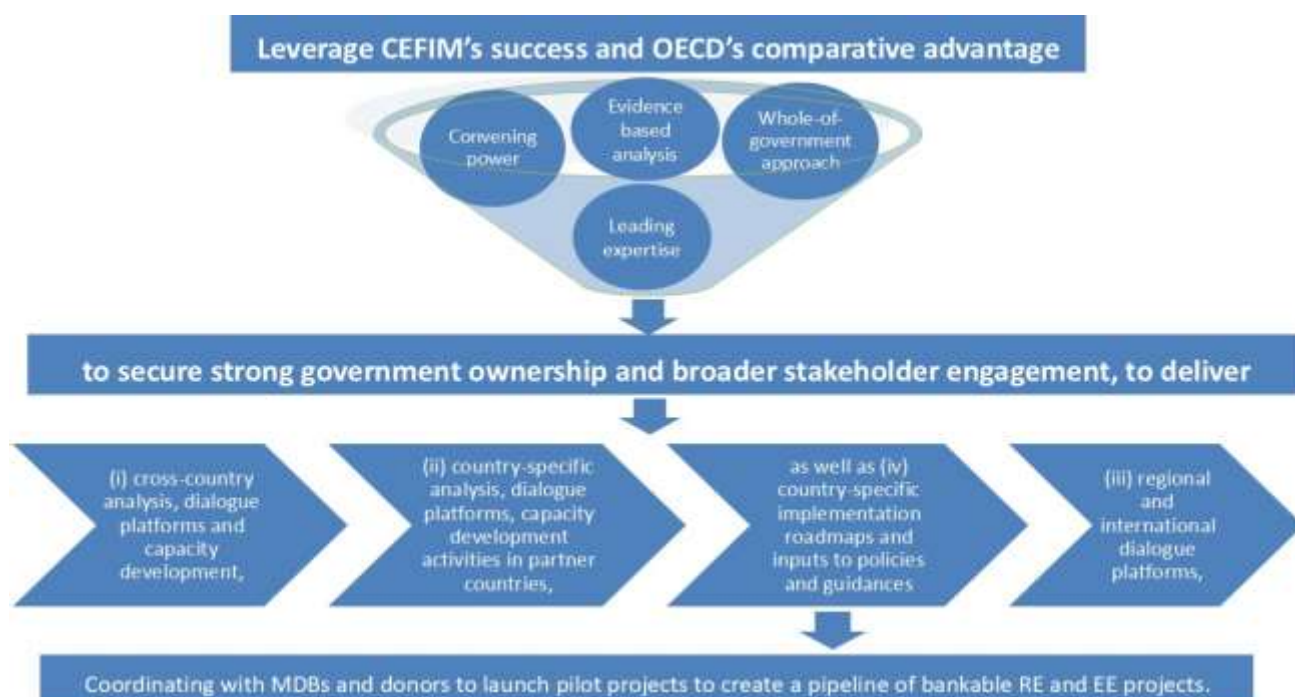 Leverage CEFIM's success and OECD's comparative advantage
Convening
power
Evidence
based
analysis
Whole-of-
government
approach
Leading
expertise
to secure strong government ownership and broader stakeholder engagement, to deliver
(i) cross-country
analysis, dialogue
platforms and
capacity
development,
(ii) country-specific
analysis, dialogue
platforms, capacity
development
activities in partner
countries,
as well as (iv)
country-specific
implementation
roadmaps and
inputs to policies
and guidances
(iii) regional
and
international
dialogue
platforms,
Coordinating with MDBs and donors to launch pilot projects to create a pipeline of bankable RE and EE projects.